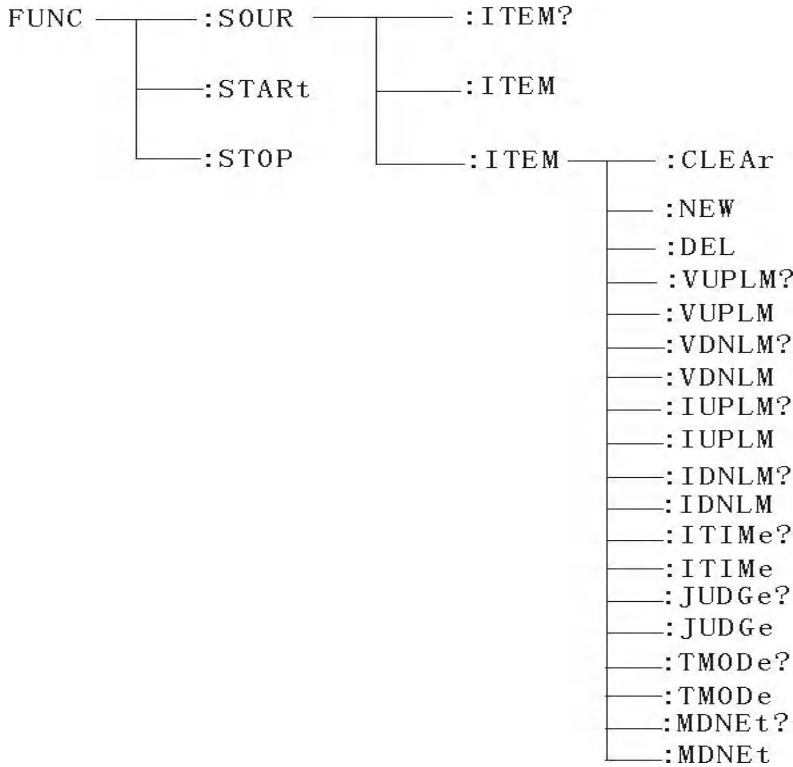 FUNC :SOUR :ITEM?
:STARt :ITEM
:STOP :ITEM :CLEAr
:NEW
:DEL
:VUPLM?
:VUPLM
:VDNLM?
:VDNLM
:IUPLM?
:IUPLM
:IDNLM?
:IDNLM
:ITIMe?
:ITIMe
:JUDGe?
:JUDGe
:TMODe?
:TMODe
:MDNEt?
:MDNEt